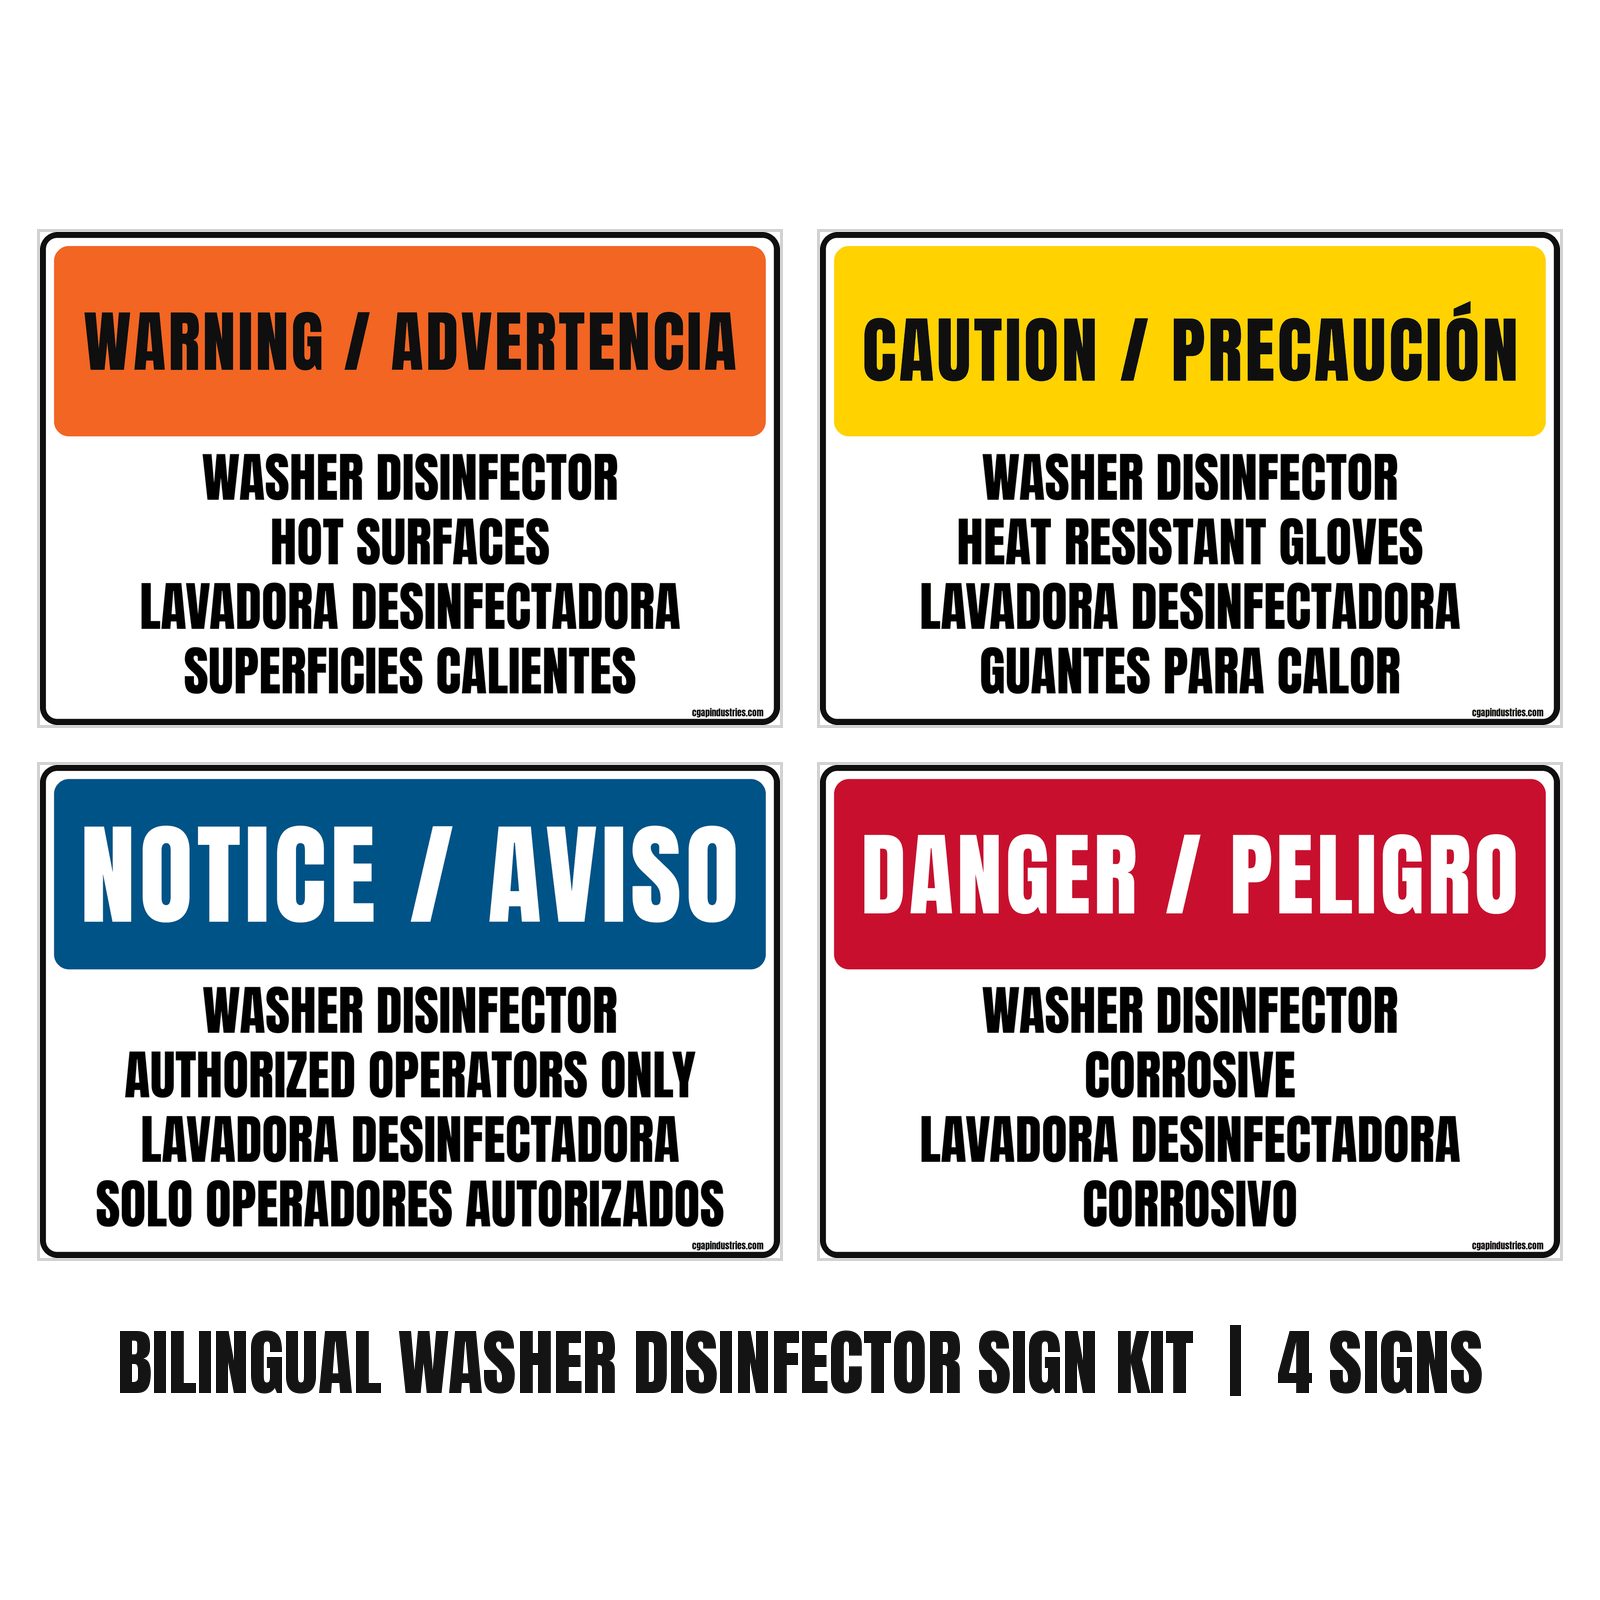 WARNING / ADVERTENCIA
WASHER DISINFECTOR
HOT SURFACES
LAVADORA DESINFECTADORA
SUPERFICIES CALIENTES
cgapindustries.com
CAUTION / PRECAUCIÓN
WASHER DISINFECTOR
HEAT RESISTANT GLOVES
LAVADORA DESINFECTADORA
GUANTES PARA CALOR
cgapindustries.com
NOTICE / AVISO
WASHER DISINFECTOR
AUTHORIZED OPERATORS ONLY
LAVADORA DESINFECTADORA
SOLO OPERADORES AUTORIZADOS
cgapindustries.com
DANGER / PELIGRO
WASHER DISINFECTOR
CORROSIVE
LAVADORA DESINFECTADORA
CORROSIVO
cgapindustries.com
BILINGUAL WASHER DISINFECTOR SIGN KIT | 4 SIGNS